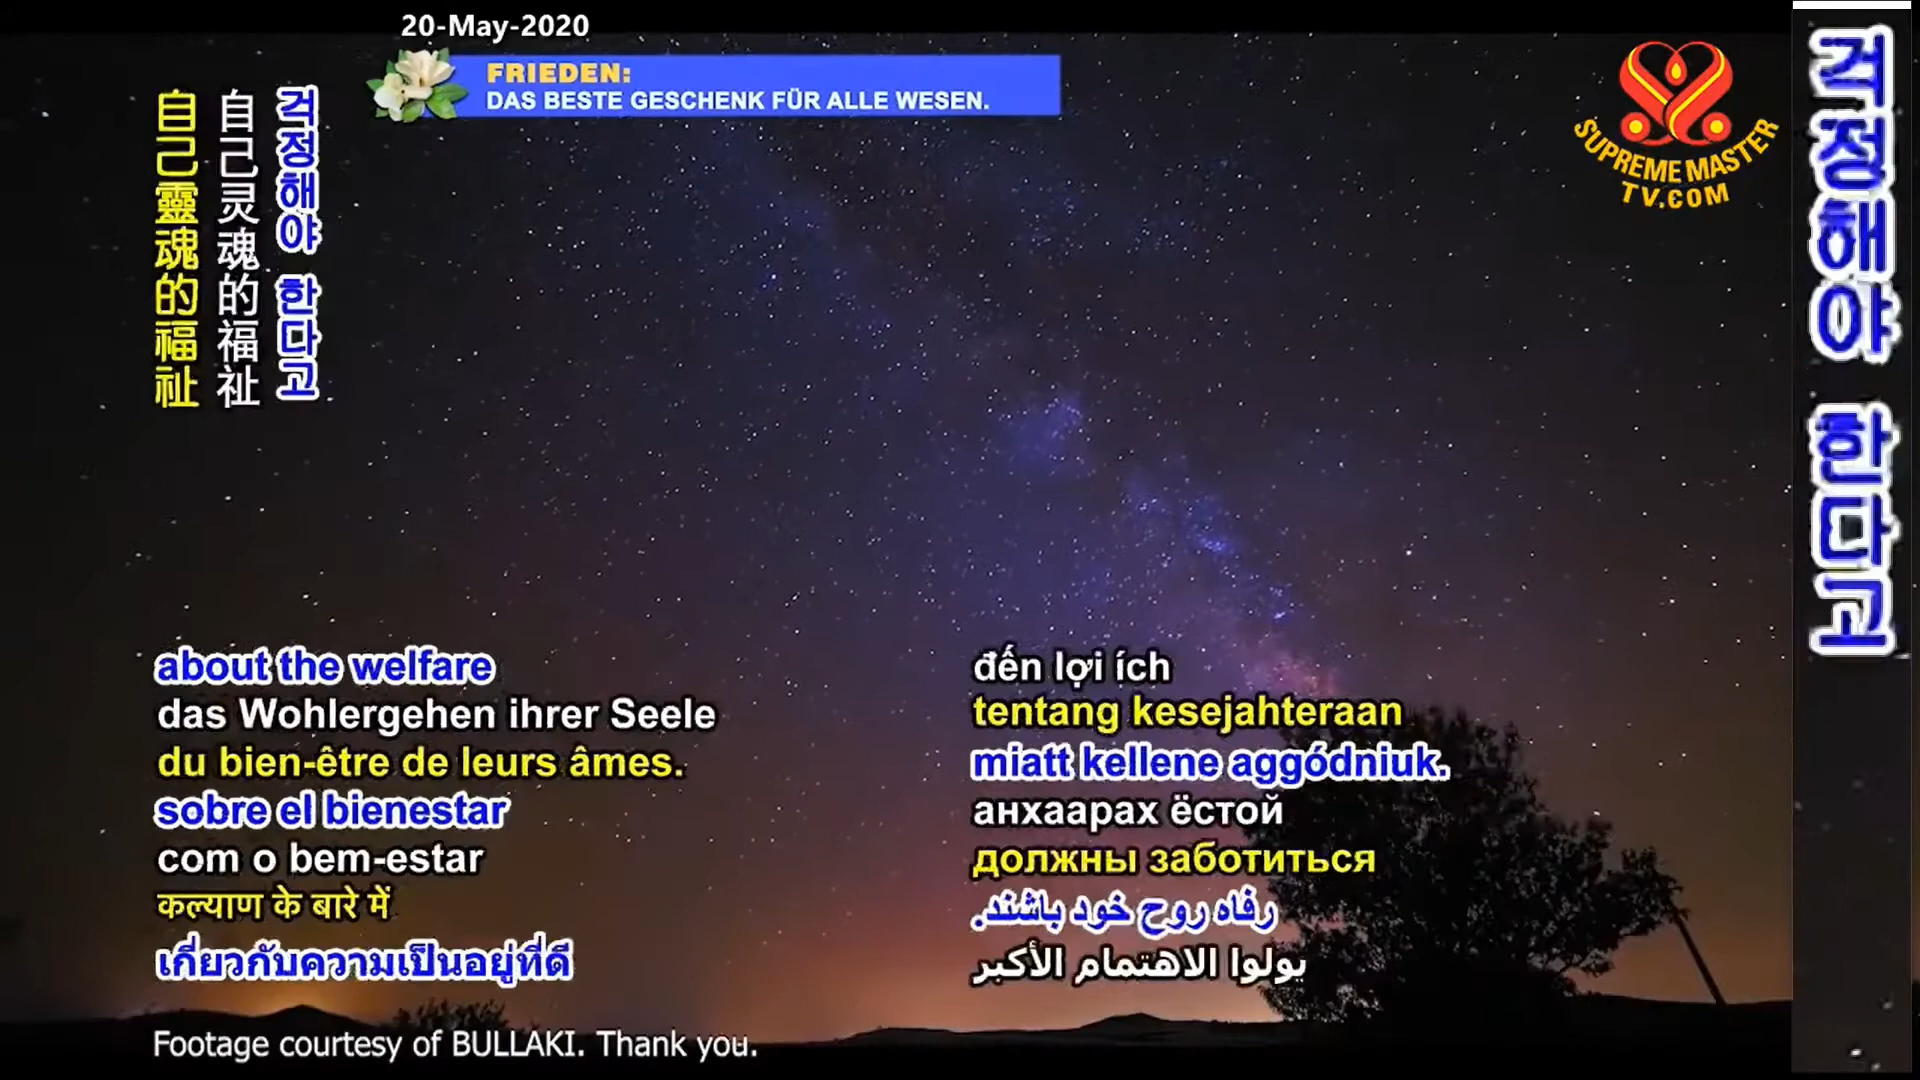 20-May-2020
FRIEDEN:
DAS BESTE GESCHENK FÜR ALLE WESEN.
SUPREME MASTER
TV.COM
自己靈魂的福祉
自己灵魂的福祉
걱정해야 한다고
걱정해야 한다고
about the welfare
das Wohlergehen ihrer Seele
du bien-être de leurs âmes.
sobre el bienestar
com o bem-estar
कल्याण के बारे में
เกี่ยวกับความเป็นอยู่ที่ดี
đến lợi ích
tentang kesejahteraan
miatt kellene aggódniuk.
анхаарах ёстой
должны заботиться
رفاه روح خود باشند.
يولوا الاهتمام الأكبر
Footage courtesy of BULLAKI. Thank you.